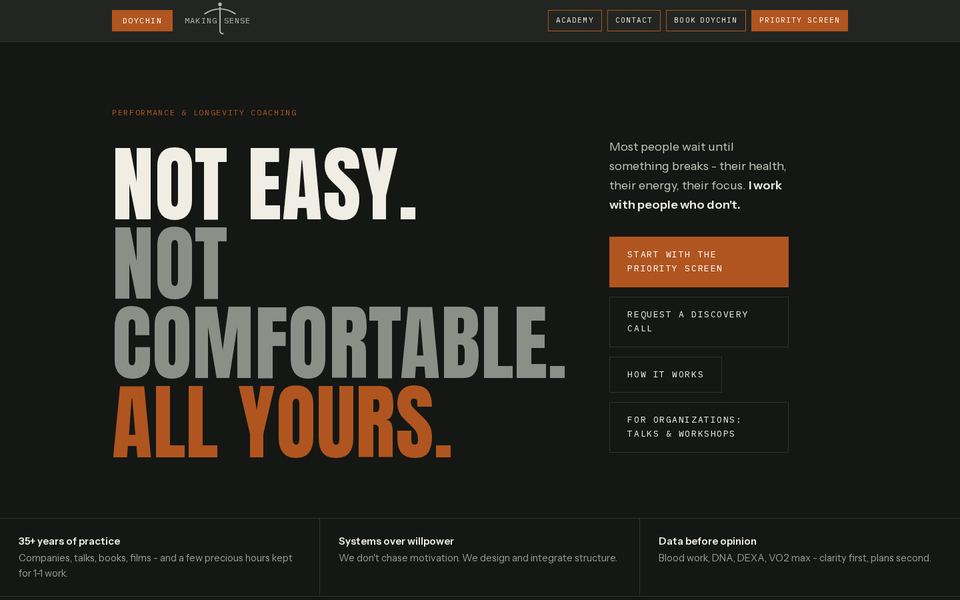 DOYCHIN
MAKING SENSE
ACADEMY
CONTACT
BOOK DOYCHIN
PRIORITY SCREEN
PERFORMANCE & LONGEVITY COACHING
NOT EASY.
NOT
COMFORTABLE.
ALL YOURS.
Most people wait until
something breaks - their health,
their energy, their focus. I work
with people who don't.
START WITH THE
PRIORITY SCREEN
REQUEST A DISCOVERY
CALL
HOW IT WORKS
FOR ORGANIZATIONS:
TALKS & WORKSHOPS
35+ years of practice
Companies, talks, books, films - and a few precious hours kept
for 1-1 work.
Systems over willpower
We don't chase motivation. We design and integrate structure.
Data before opinion
Blood work, DNA, DEXA, VO2 max - clarity first, plans second.